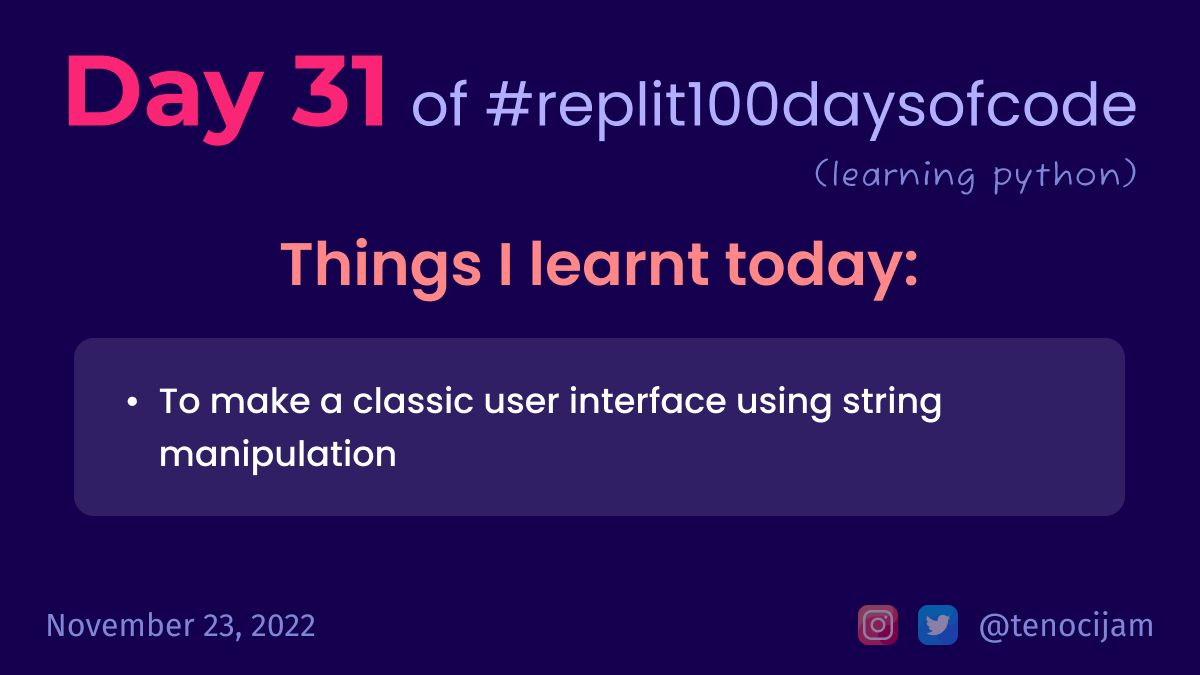 Day 31 of #replit100daysofcode
(learning python)
Things I learnt today:
• To make a classic user interface using string
manipulation
November 23, 2022
@tenocijam